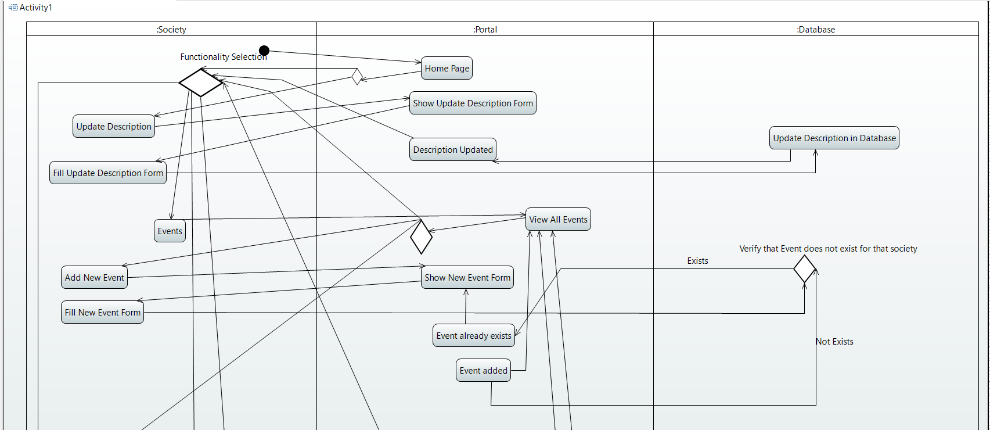 Activity1
:Society
:Portal
:Database
Functionality Selection
Home Page
Show Update Description Form
Update Description
Description Updated
Update Description in Database
Fill Update Description Form
Events
View All Events
Verify that Event does not exist for that society
Exists
Add New Event
Show New Event Form
Fill New Event Form
Event already exists
Not Exists
Event added